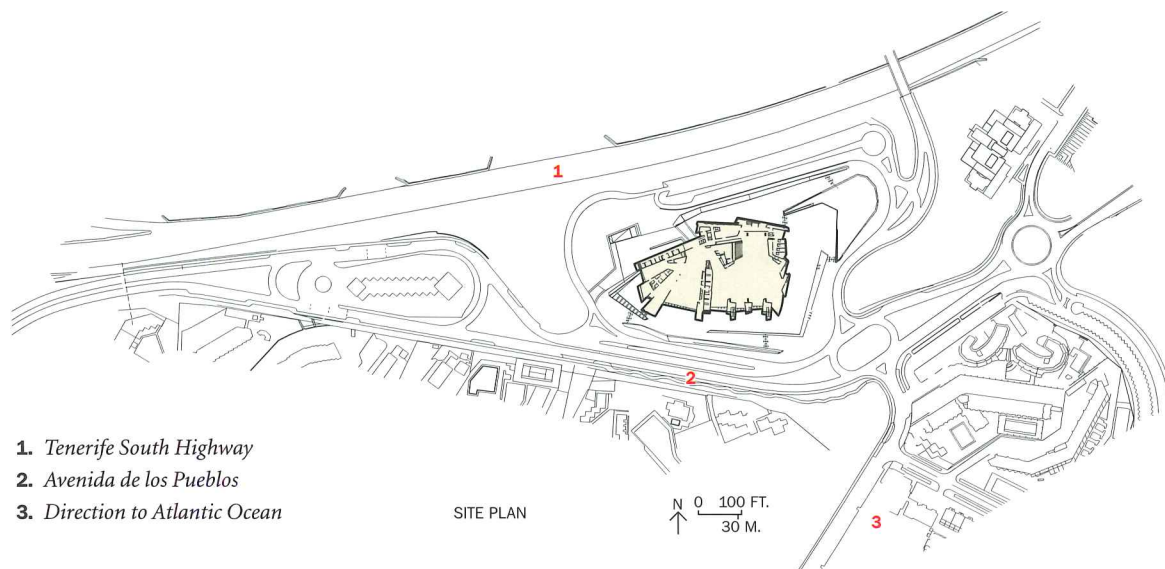 1
2
3
1. Tenerife South Highway
2. Avenida de los Pueblos
3. Direction to Atlantic Ocean
SITE PLAN
N 0 100 FT.
30 M.